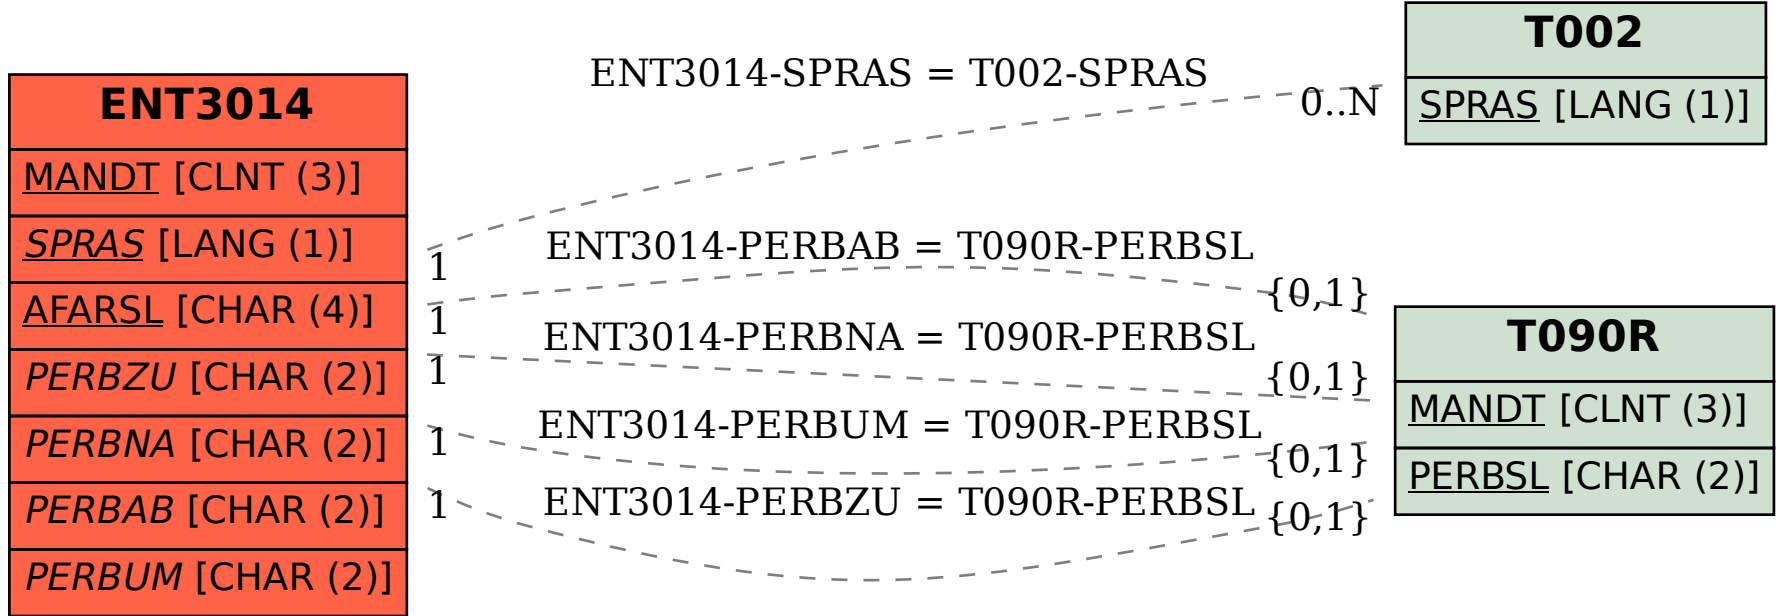 ENT3014
MANDT [CLNT (3)]
SPRAS [LANG (1)]
AFARSL [CHAR (4)]
PERBZU [CHAR (2)]
PERBNA [CHAR (2)]
PERBAB [CHAR (2)]
PERBUM [CHAR (2)]
ENT3014-SPRAS = T002-SPRAS
0..N
1
ENT3014-PERBAB = T090R-PERBSL
{0,1}
1
ENT3014-PERBNA = T090R-PERBSL
{0,1}
1
ENT3014-PERBUM = T090R-PERBSL
{0,1}
1
ENT3014-PERBZU = T090R-PERBSL
{0,1}
1
T002
SPRAS [LANG (1)]
T090R
MANDT [CLNT (3)]
PERBSL [CHAR (2)]